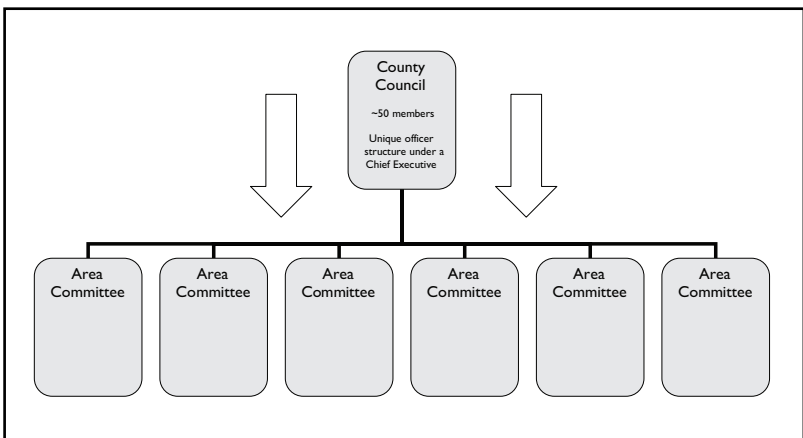 County
Council
~50 members
Unique officer
structure under a
Chief Executive
Area
Committee
Area
Committee
Area
Committee
Area
Committee
Area
Committee
Area
Committee